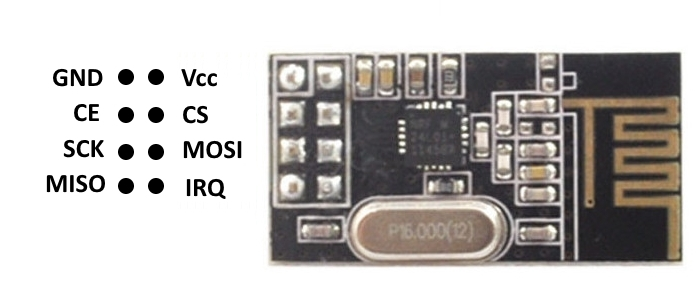 GND Vcc
CE CS
SCK MOSI
MISO IRQ
P16.000(12)